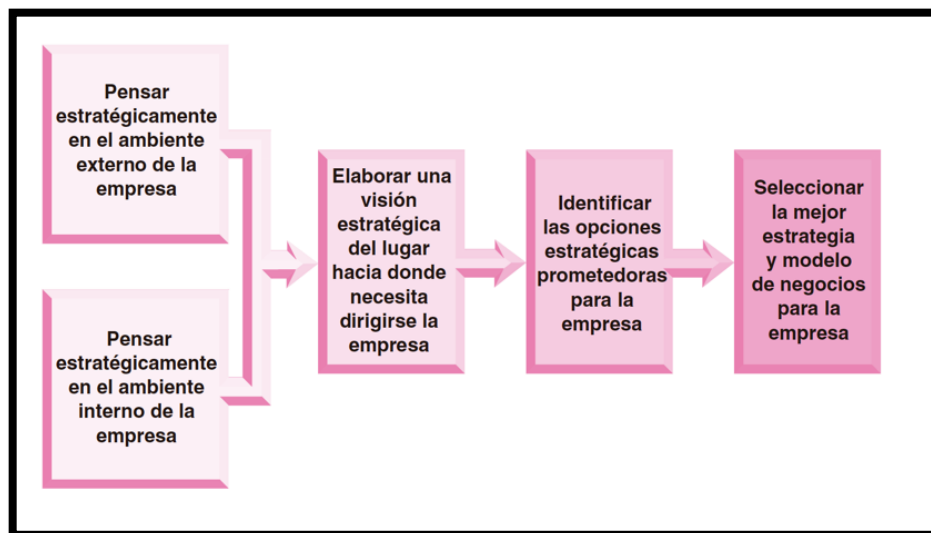 Pensar
estratégicamente
en el ambiente
externo de la
empresa
Pensar
estratégicamente
en el ambiente
interno de la
empresa
Elaborar una
visión
estratégica
del lugar
hacia donde
necesita
dirigirse la
empresa
Identificar
las opciones
estratégicas
prometedoras
para la
empresa
Seleccionar
la mejor
estrategia
y modelo
de negocios
para la
empresa